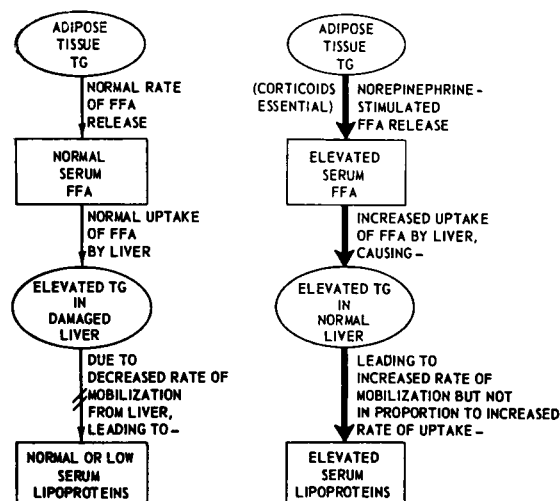 ADIPOSE
TISSUE
TG
NORMAL RATE
OF FFA
RELEASE
NORMAL
SERUM
FFA
NORMAL UPTAKE
OF FFA
BY LIVER
ELEVATED TG
IN
DAMAGED
LIVER
DUE TO
DECREASED RATE OF
MOBILIZATION
FROM LIVER,
LEADING TO–
NORMAL OR LOW
SERUM
LIPOPROTEINS
ADIPOSE
TISSUE
TG
(CORTICOIDS
ESSENTIAL)
NOREPINEPHRINE–
STIMULATED
FFA RELEASE
ELEVATED
SERUM
FFA
INCREASED UPTAKE
OF FFA BY LIVER,
CAUSING–
ELEVATED TG
IN
NORMAL
LIVER
LEADING TO
INCREASED RATE OF
MOBILIZATION BUT NOT
IN PROPORTION TO INCREASED
RATE OF UPTAKE–
ELEVATED
SERUM
LIPOPROTEINS